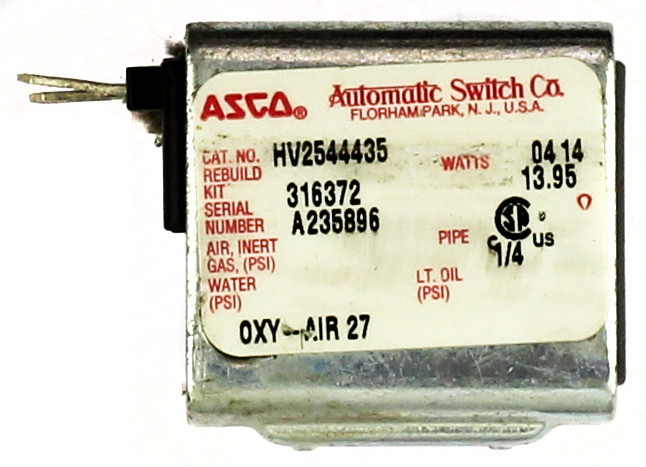 ASCO® Automatic Switch Co.
FLORHAM PARK, N. J., U.S.A.
CAT. NO. HV2544435 WATTS 04 14
REBUILD 13.95
KIT 316372
SERIAL
NUMBER A235896
AIR, INERT PIPE 1/4 US
GAS, (PSI)
WATER LT. OIL
(PSI) (PSI)
OXY-AIR 27